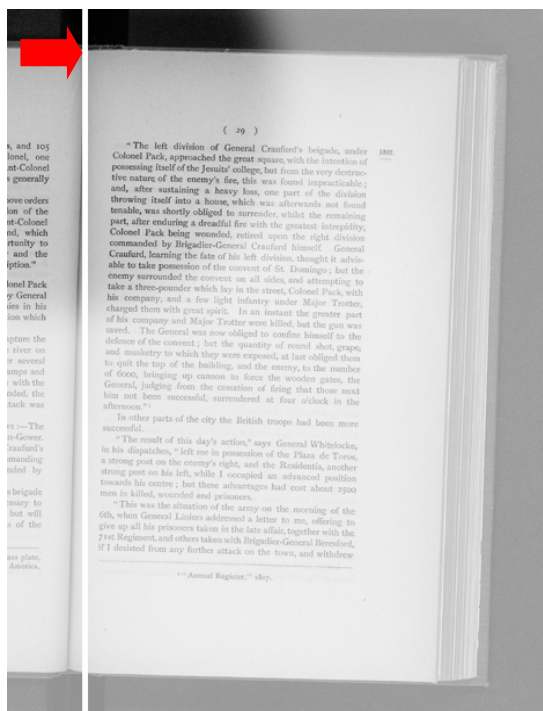 s, and 105
lonel, one
nt-Colonel
s generally
ove orders
ion of the
nt-Colonel
nd, which
rtunity to
and the
iption."
lonel Pack
by General
nies in his
tion which
apture the
river on
r several
amps and
with the
nded, the
ttack was
:—The
n-Gower.
Craufurd's
manding
nded by
s brigade
essary to
but will
s of the
plate,
America.
( 29 )
1807.
"The left division of General Craufurd's brigade, under
Colonel Pack, approached the great square, with the intention of
possessing itself of the Jesuits' college, but from the very destruc-
tive nature of the enemy's fire, this was found impracticable;
and, after sustaining a heavy loss, one part of the division
throwing itself into a house, which was afterwards not found
tenable, was shortly obliged to surrender, whilst the remaining
part, after enduring a dreadful fire with the greatest intrepidity,
Colonel Pack being wounded, retired upon the right division
commanded by Brigadier-General Craufurd himself. General
Craufurd, learning the fate of his left division, thought it advis-
able to take possession of the convent of St. Domingo; but the
enemy surrounded the convent on all sides, and attempting to
take a three-pounder which lay in the street, Colonel Pack, with
his company, and a few light infantry under Major Trotter,
charged them with great spirit. In an instant the greater part
of his company and Major Trotter were killed, but the gun was
saved. The General was now obliged to confine himself to the
defence of the convent; but the quantity of round shot, grape,
and musketry to which they were exposed, at last obliged them
to quit the top of the building, and the enemy, to the number
of 6000, bringing up cannon to force the wooden gates, the
General, judging from the cessation of firing that those next
him not been successful, surrendered at four o'clock in the
afternoon."¹
In other parts of the city the British troops had been more
successful.
"The result of this day's action," says General Whitelocke,
in his dispatches, "left me in possession of the Plaza de Toros,
a strong post on the enemy's right, and the Residentia, another
strong post on his left, while I occupied an advanced position
towards his centre; but these advantages had cost about 2500
men in killed, wounded and prisoners.
"This was the situation of the army on the morning of the
6th, when General Liniers addressed a letter to me, offering to
give up all his prisoners taken in the late affair, together with the
71st Regiment, and others taken with Brigadier-General Beresford,
if I desisted from any further attack on the town, and withdrew
¹ "Annual Register." 1807.